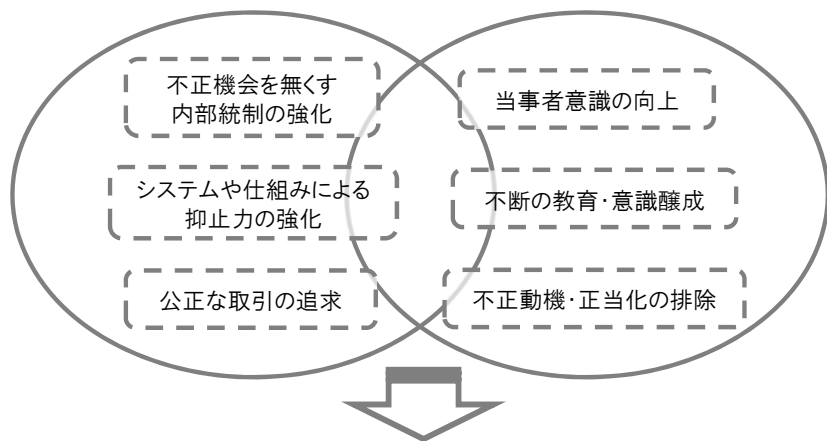 不正機会を無くす
内部統制の強化
システムや仕組みによる
抑止力の強化
公正な取引の追求
当事者意識の向上
不断の教育・意識醸成
不正動機・正当化の排除